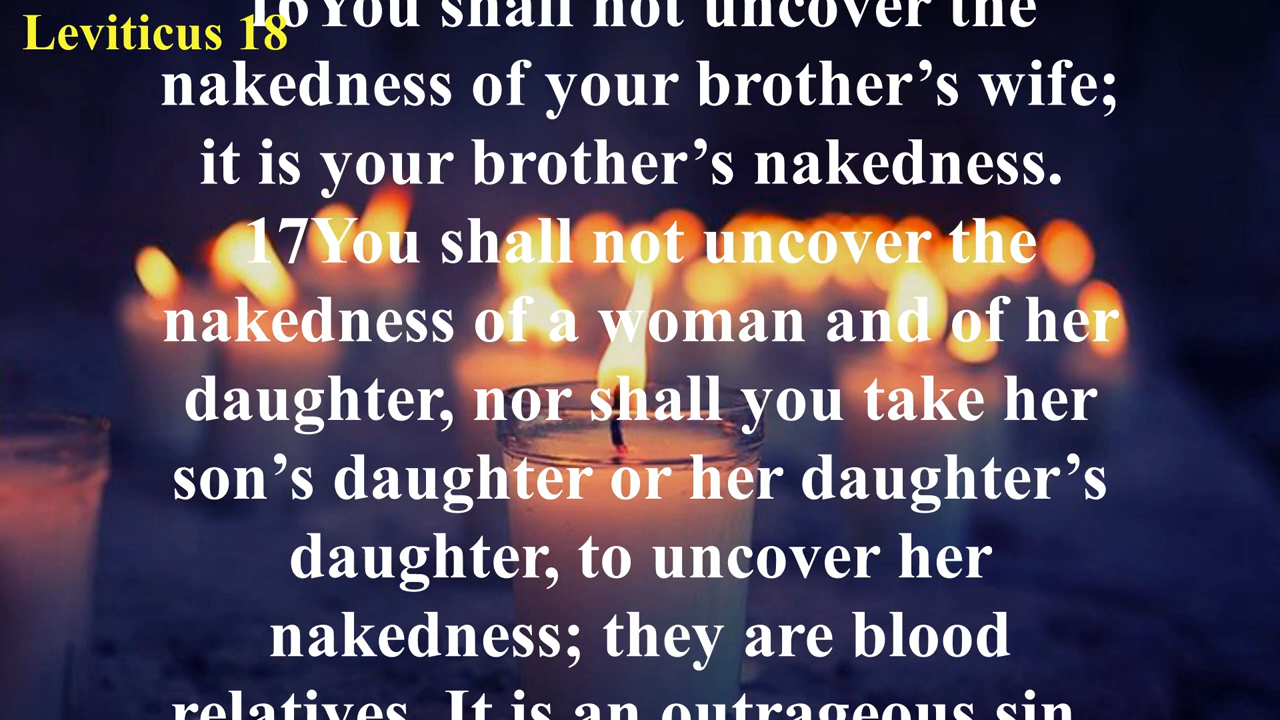 Leviticus 18
16You shall not uncover the
nakedness of your brother’s wife;
it is your brother’s nakedness.
17You shall not uncover the
nakedness of a woman and of her
daughter, nor shall you take her
son’s daughter or her daughter’s
daughter, to uncover her
nakedness; they are blood
relatives. It is an outrageous sin.